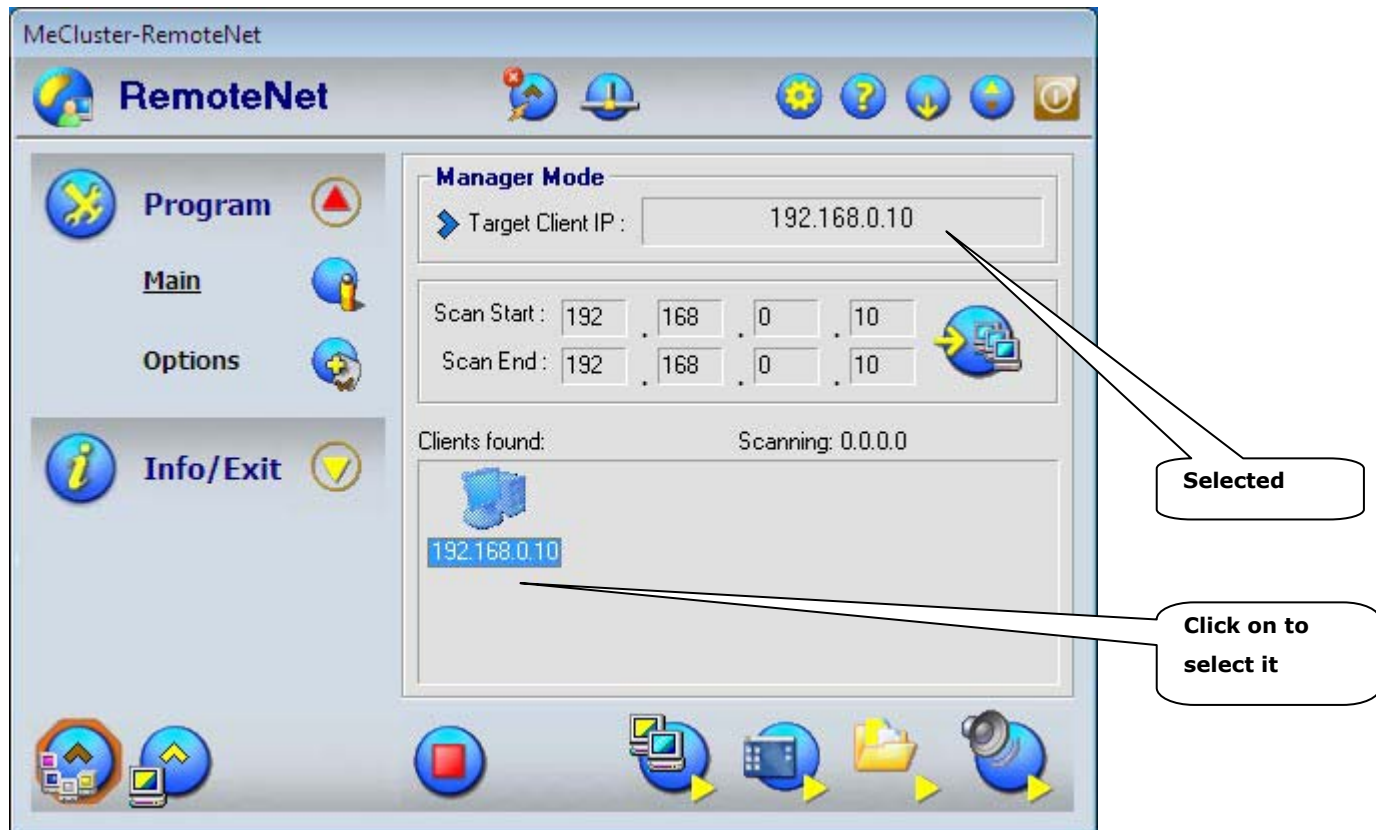 MeCluster-RemoteNet
RemoteNet
Program
Main
Options
Info/Exit
Manager Mode
Target Client IP : 192.168.0.10
Scan Start : 192 . 168 . 0 . 10
Scan End : 192 . 168 . 0 . 10
Clients found: Scanning: 0.0.0.0
192.168.0.10
Selected
Click on to
select it